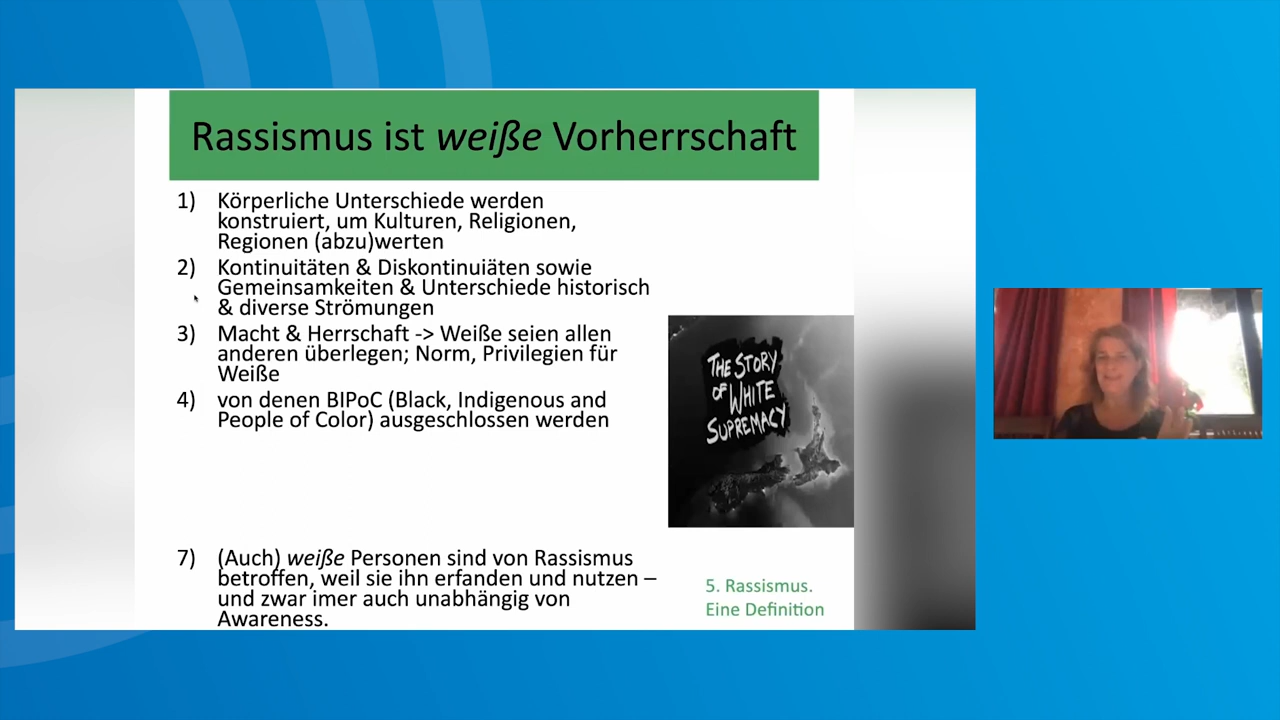 Rassismus ist weiße Vorherrschaft
1) Körperliche Unterschiede werden
konstruiert, um Kulturen, Religionen,
Regionen (abzu)werten
2) Kontinuitäten & Diskontinuiäten sowie
Gemeinsamkeiten & Unterschiede historisch
& diverse Strömungen
3) Macht & Herrschaft -> Weiße seien allen
anderen überlegen; Norm, Privilegien für
Weiße
4) von denen BIPoC (Black, Indigenous and
People of Color) ausgeschlossen werden
THE STORY
OF WHITE
SUPREMACY
7) (Auch) weiße Personen sind von Rassismus
betroffen, weil sie ihn erfanden und nutzen –
und zwar imer auch unabhängig von
Awareness.
5. Rassismus.
Eine Definition